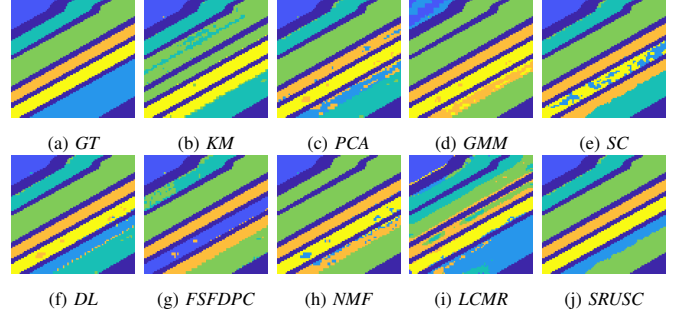 (a) GT (b) KM (c) PCA (d) GMM (e) SC
(f) DL (g) FSFDPC (h) NMF (i) LCMR (j) SRUSC